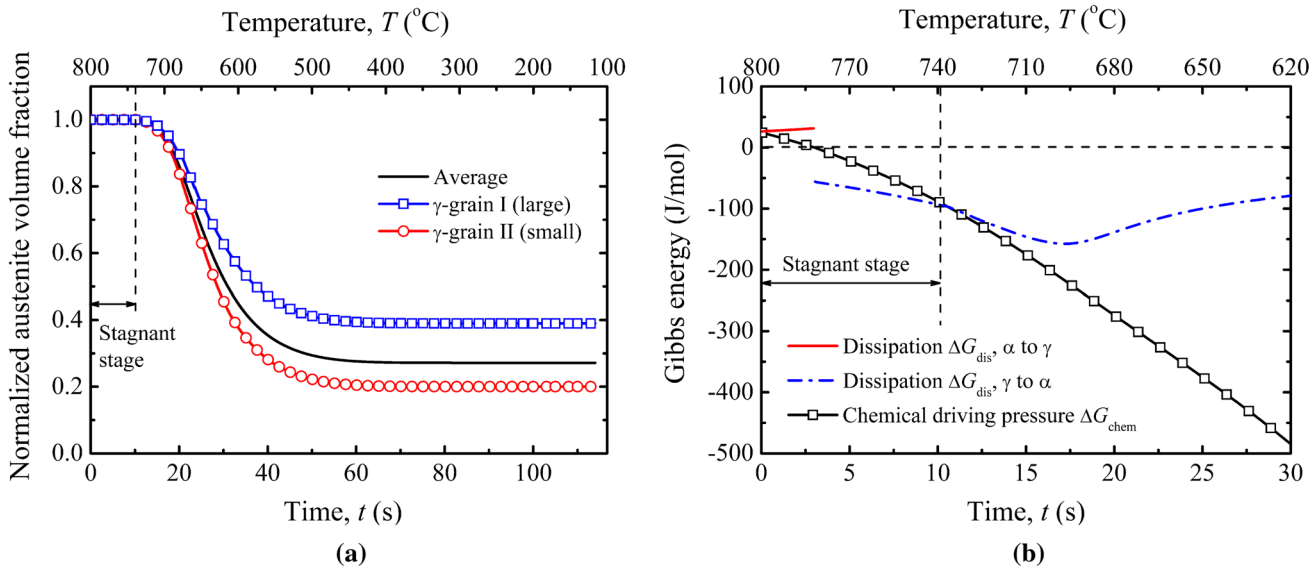 Temperature, T (°C)
800 700 600 500 400 300 200 100
Normalized austenite volume fraction
1.0
0.8
0.6
0.4
0.2
0.0
Average
γ-grain I (large)
γ-grain II (small)
Stagnant
stage
0 20 40 60 80 100
Time, t (s)
(a)
Temperature, T (°C)
800 770 740 710 680 650 620
Gibbs energy (J/mol)
100
0
-100
-200
-300
-400
-500
Stagnant stage
Dissipation ΔG_dis, α to γ
Dissipation ΔG_dis, γ to α
Chemical driving pressure ΔG_chem
0 5 10 15 20 25 30
Time, t (s)
(b)